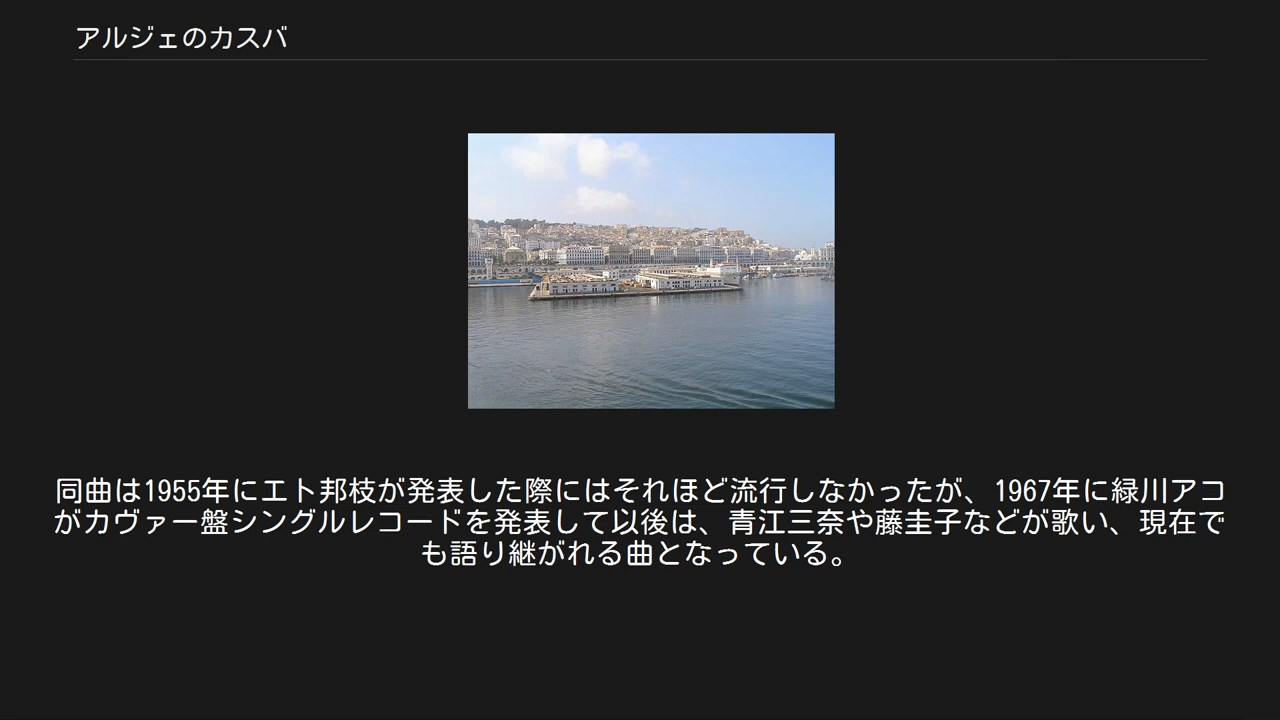 アルジェのカスバ
同曲は1955年にエト邦枝が発表した際にはそれほど流行しなかったが、1967年に緑川アコ
がカヴァー盤シングルレコードを発表して以後は、青江三奈や藤圭子などが歌い、現在で
も語り継がれる曲となっている。